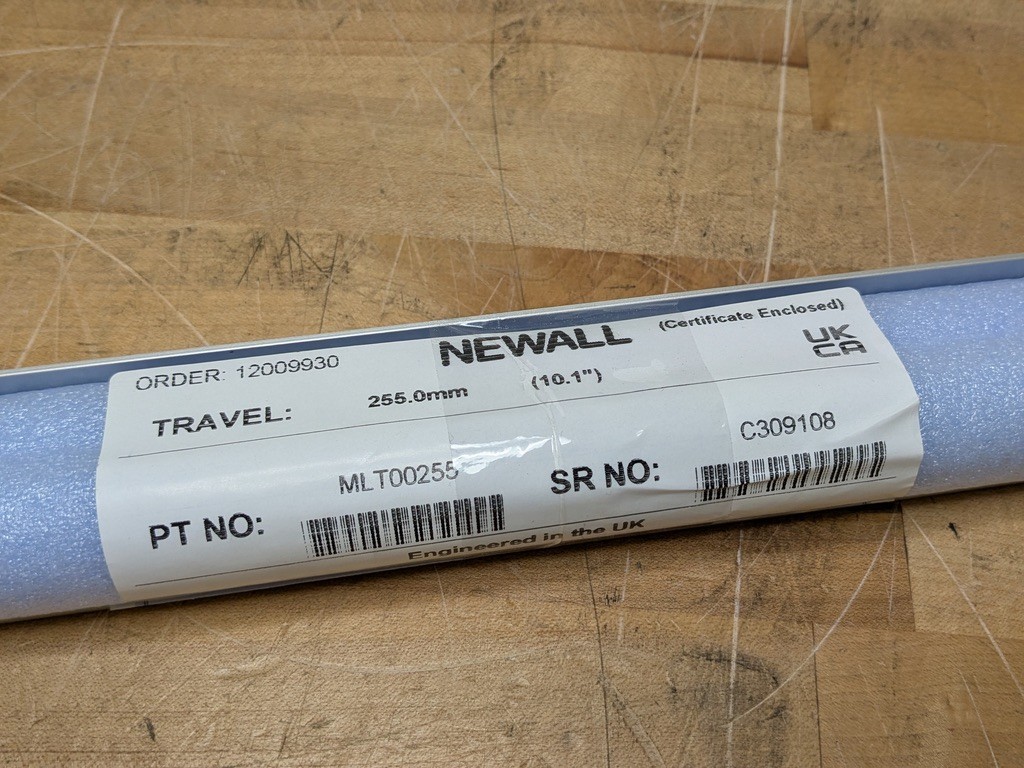 ORDER: 12009930
NEWALL
(Certificate Enclosed)
UK
CA
TRAVEL:
255.0mm
(10.1")
MLT00255
C309108
PT NO:
SR NO:
Engineered in the UK